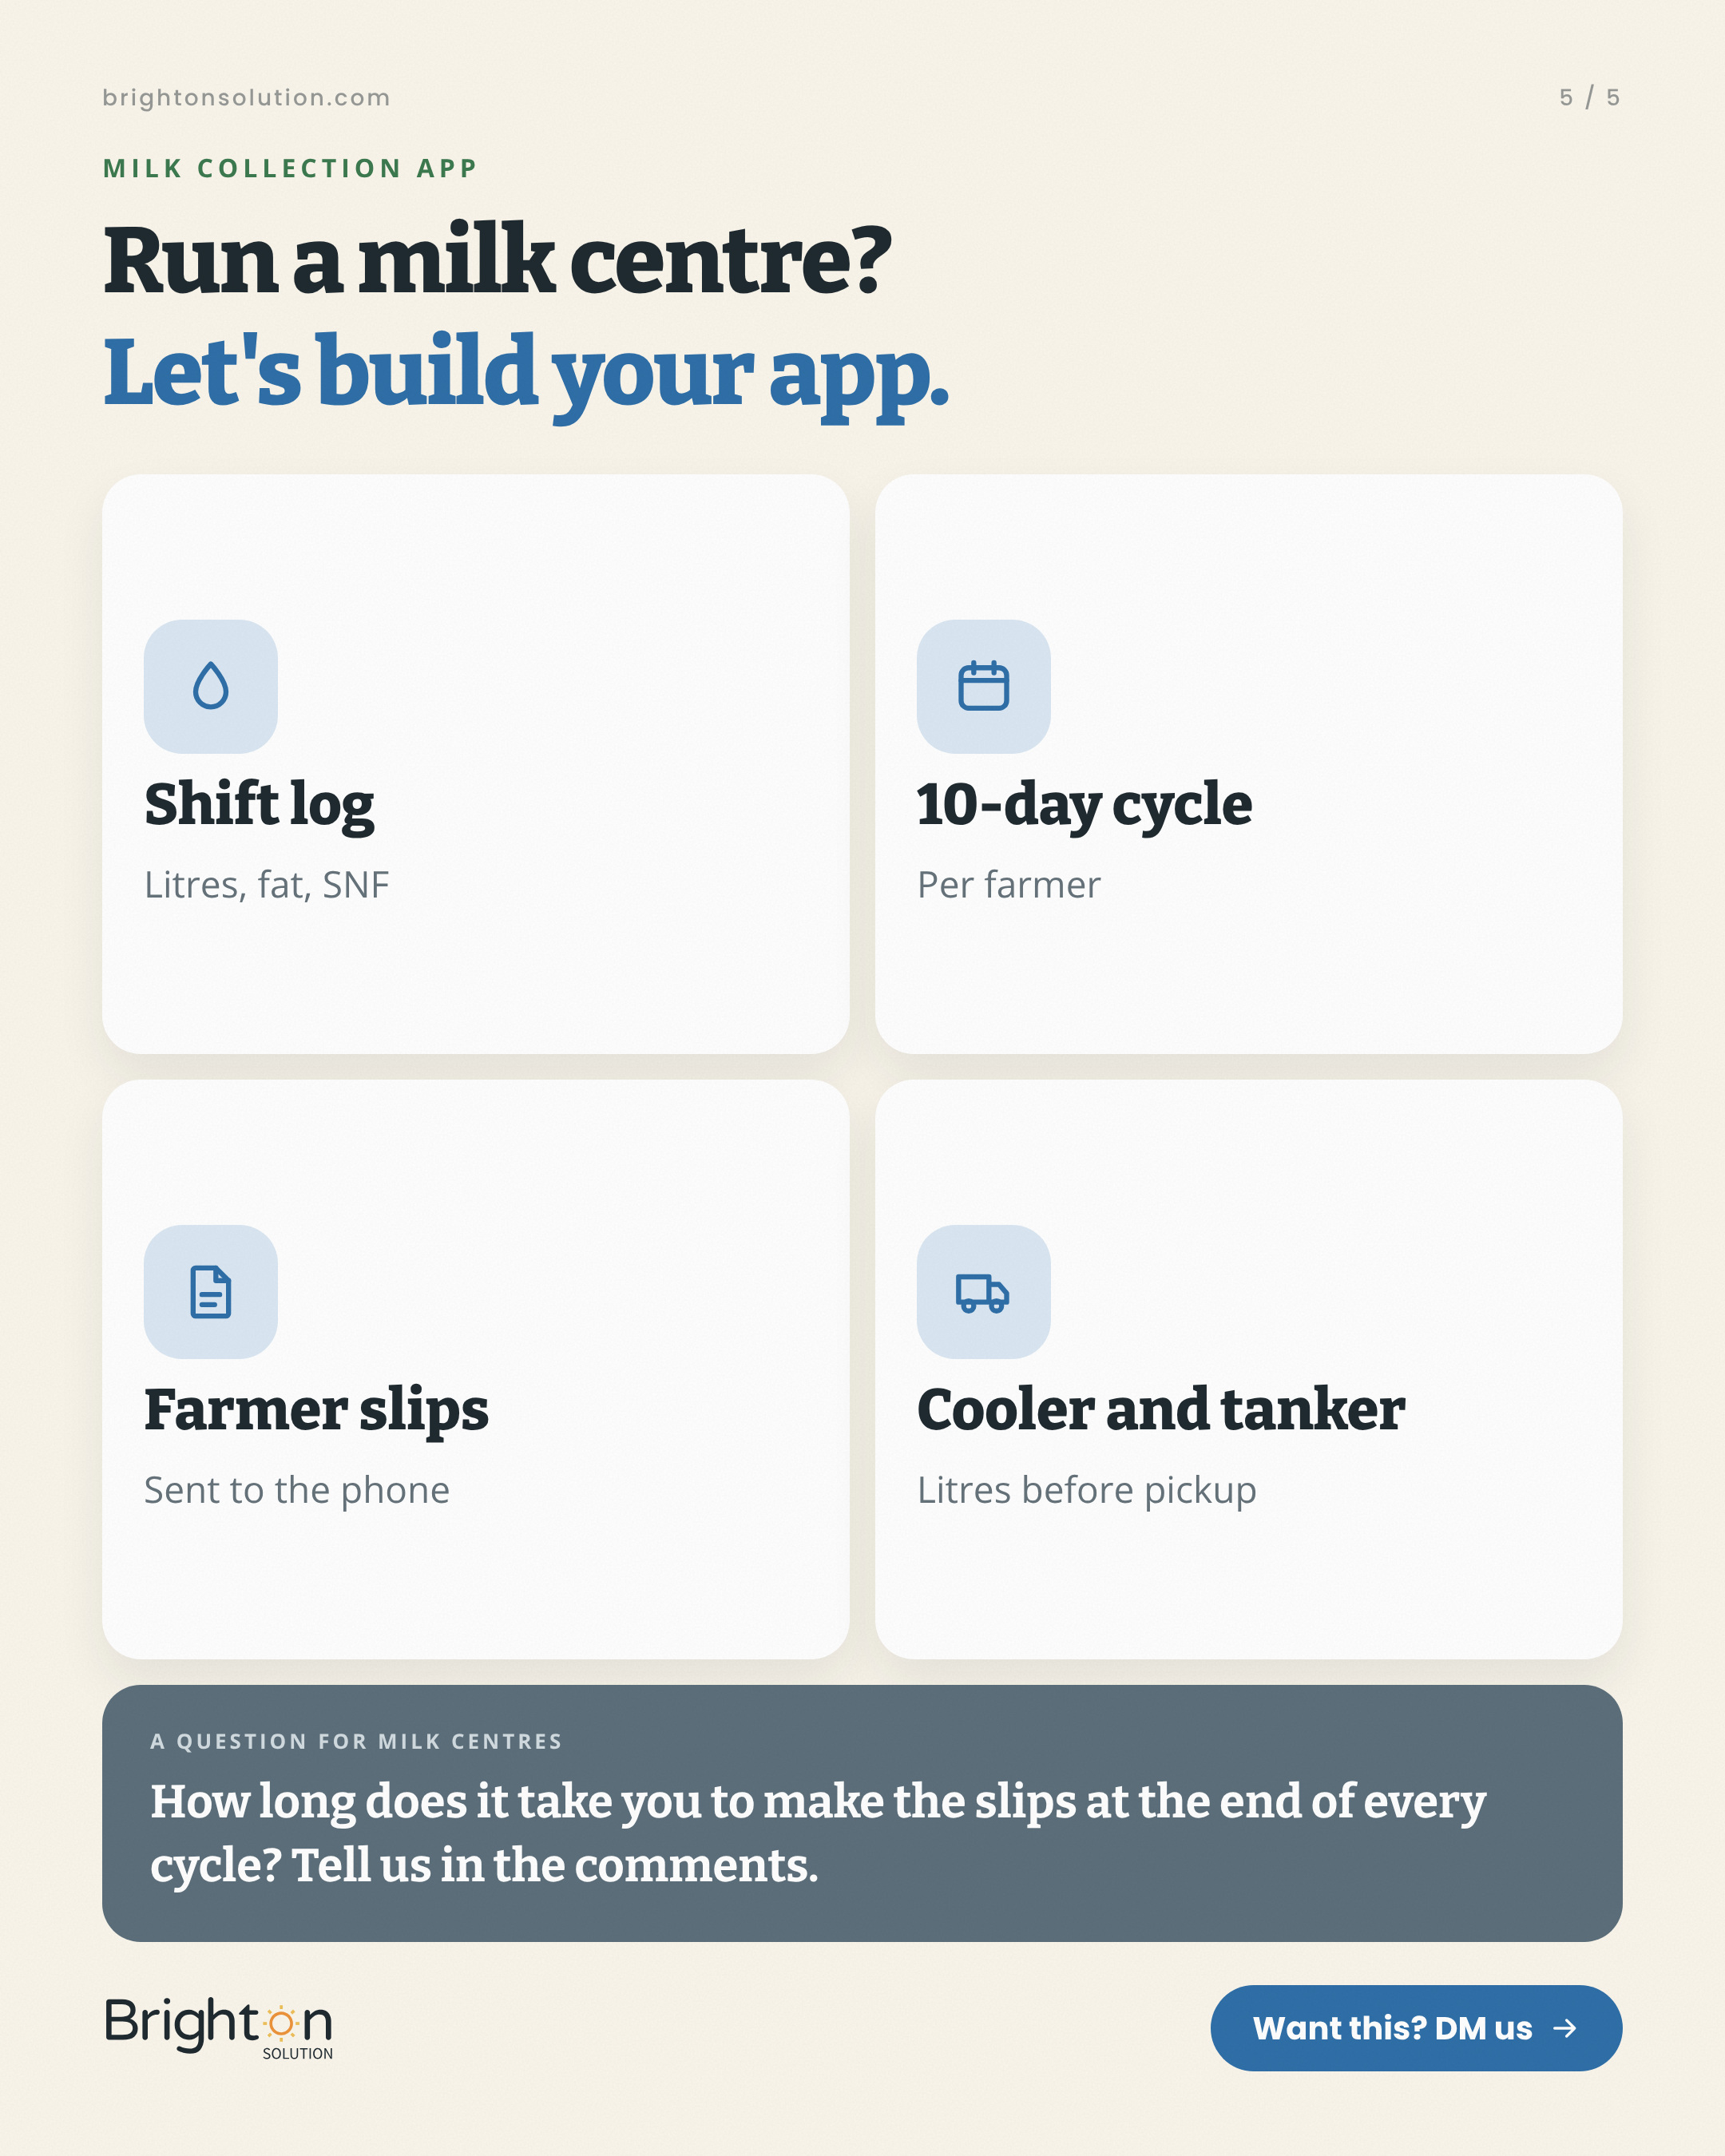 brightonsolution.com
5 / 5
MILK COLLECTION APP
Run a milk centre?
Let's build your app.
Shift log
Litres, fat, SNF
10-day cycle
Per farmer
Farmer slips
Sent to the phone
Cooler and tanker
Litres before pickup
A QUESTION FOR MILK CENTRES
How long does it take you to make the slips at the end of every
cycle? Tell us in the comments.
Brighton
SOLUTION
Want this? DM us →